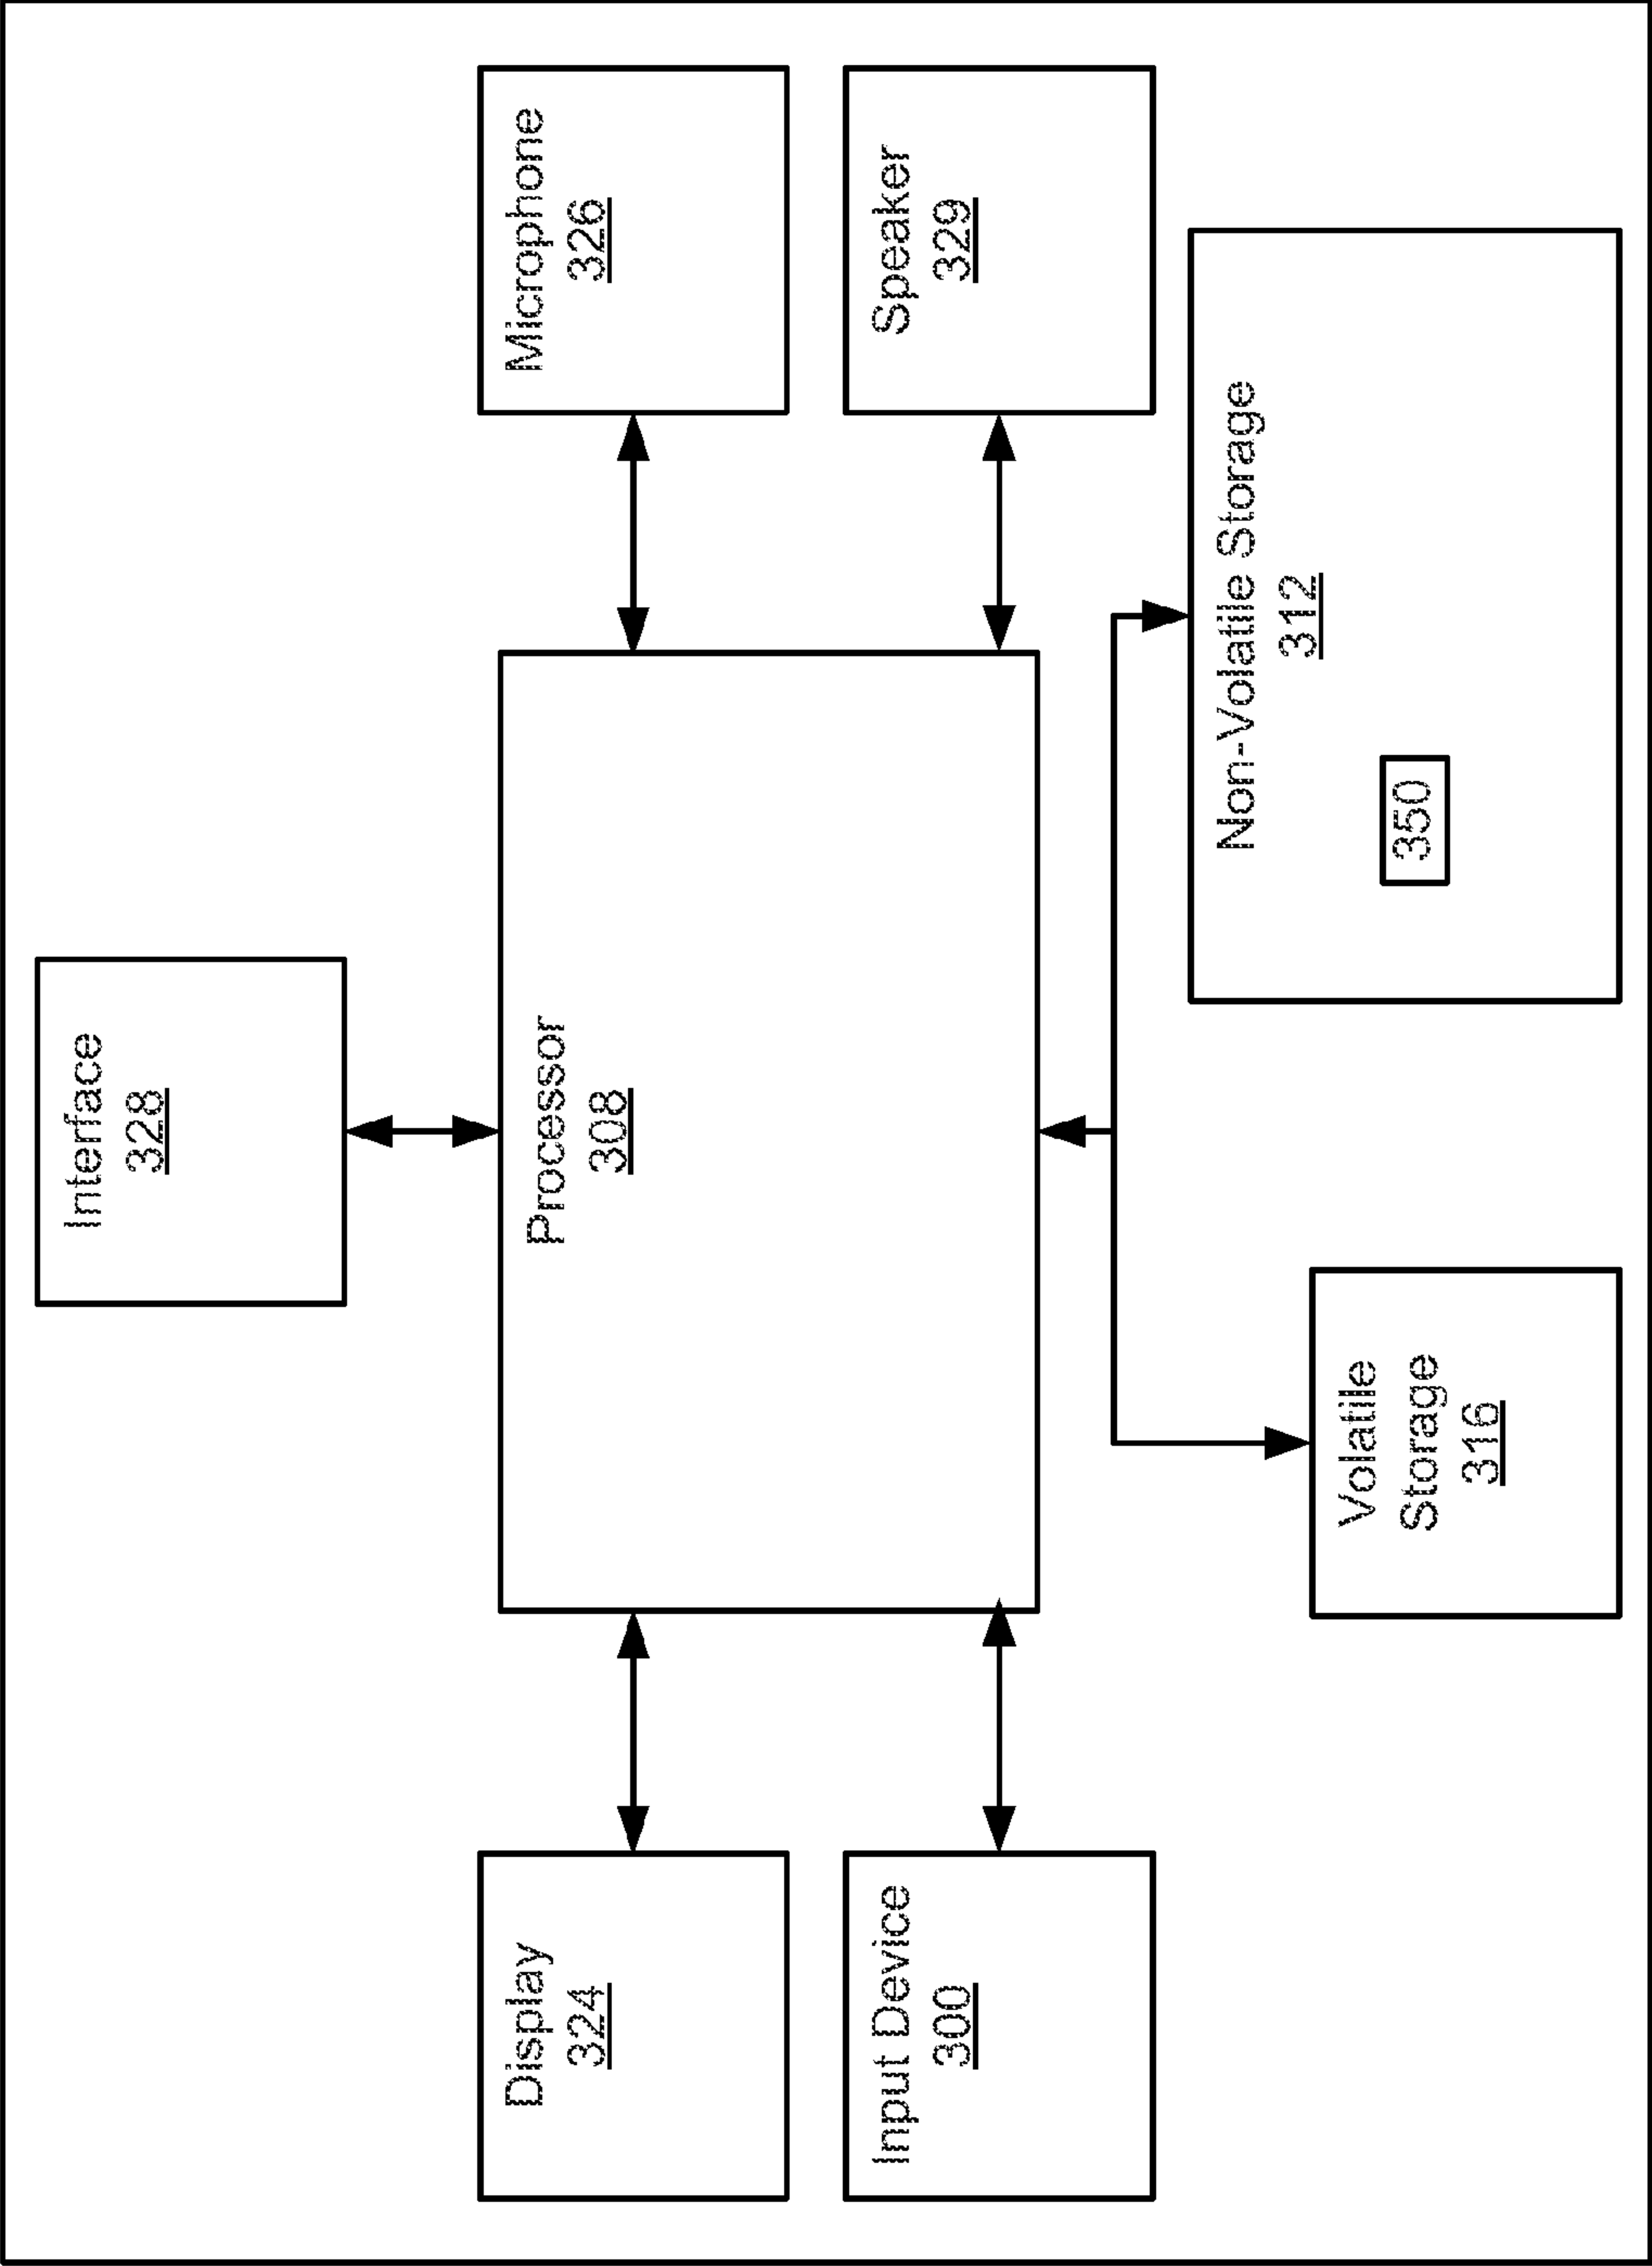 Interface
328
Display
324
Processor
308
Microphone
326
Input Device
300
Speaker
329
Volatile
Storage
316
Non-Volatile Storage
312
350